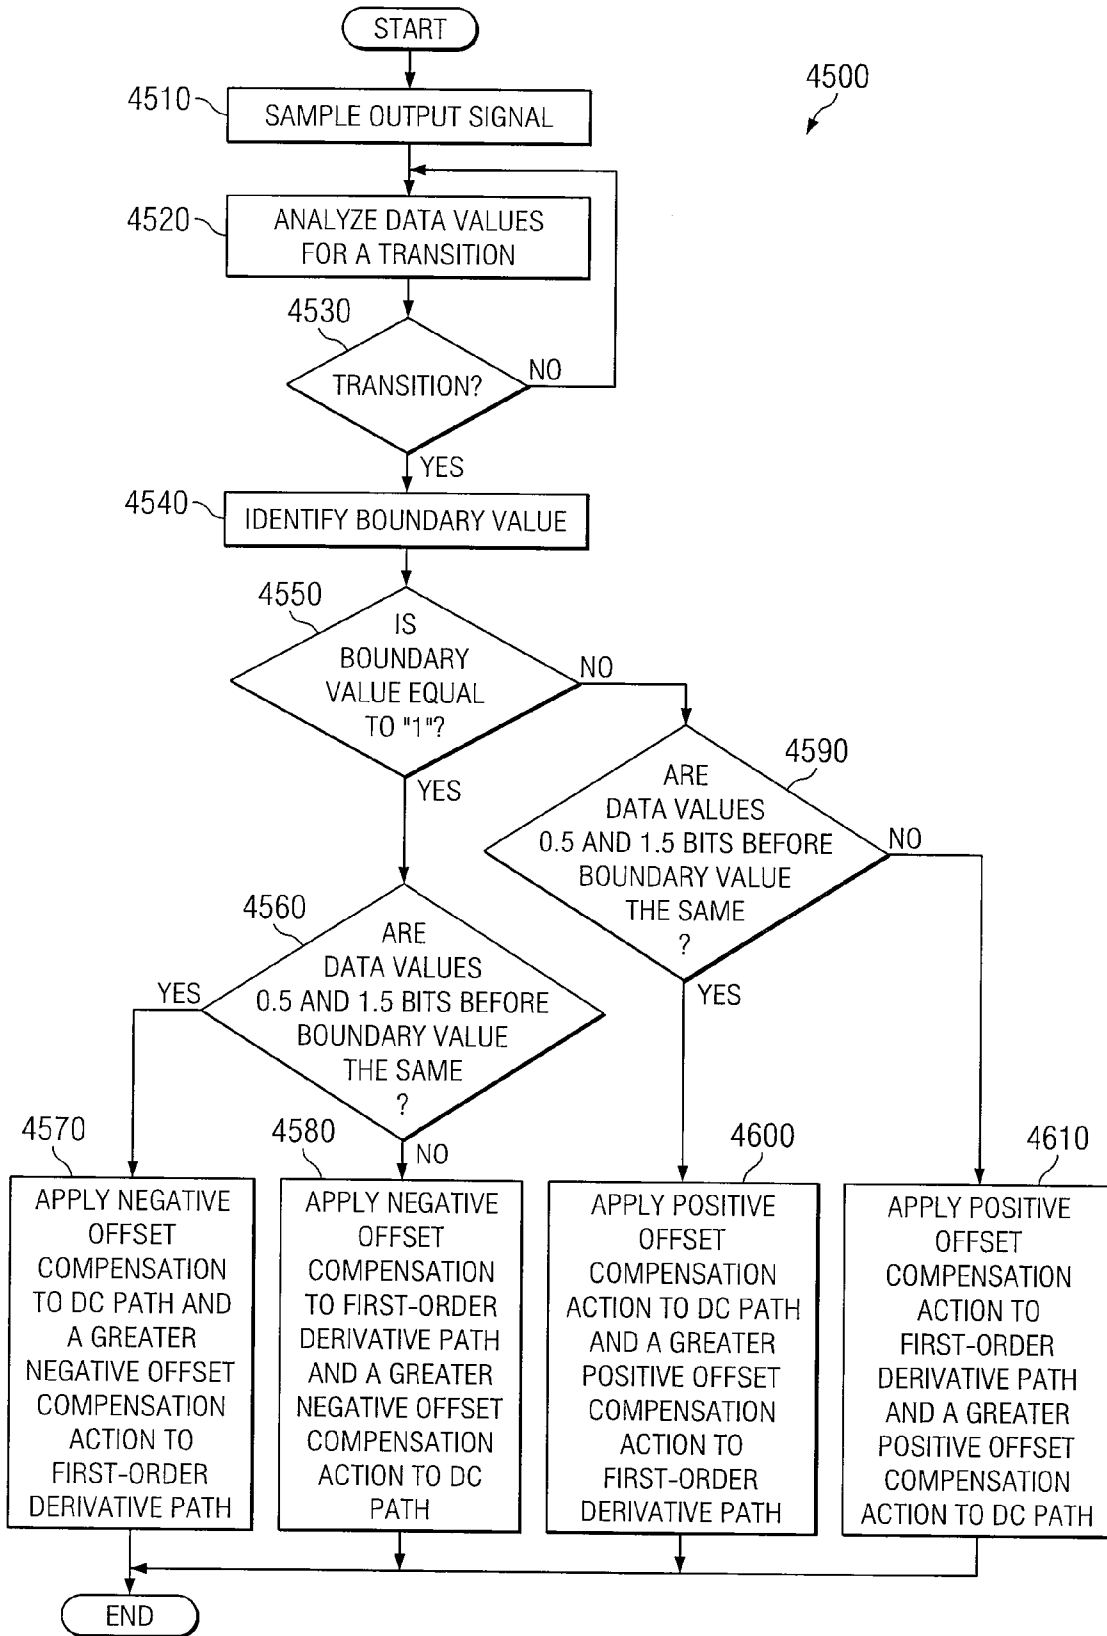 START
4500
4510
SAMPLE OUTPUT SIGNAL
4520
ANALYZE DATA VALUES
FOR A TRANSITION
4530
TRANSITION?
NO
YES
4540
IDENTIFY BOUNDARY VALUE
4550
IS
BOUNDARY
VALUE EQUAL
TO "1"?
NO
YES
4590
ARE
DATA VALUES
0.5 AND 1.5 BITS BEFORE
BOUNDARY VALUE
THE SAME
?
NO
YES
4560
ARE
DATA VALUES
0.5 AND 1.5 BITS BEFORE
BOUNDARY VALUE
THE SAME
?
YES
NO
4570
APPLY NEGATIVE
OFFSET
COMPENSATION
TO DC PATH AND
A GREATER
NEGATIVE OFFSET
COMPENSATION
ACTION TO
FIRST-ORDER
DERIVATIVE PATH
4580
APPLY NEGATIVE
OFFSET
COMPENSATION
TO FIRST-ORDER
DERIVATIVE PATH
AND A GREATER
NEGATIVE OFFSET
COMPENSATION
ACTION TO DC
PATH
4600
APPLY POSITIVE
OFFSET
COMPENSATION
ACTION TO DC PATH
AND A GREATER
POSITIVE OFFSET
COMPENSATION
ACTION TO
FIRST-ORDER
DERIVATIVE PATH
4610
APPLY POSITIVE
OFFSET
COMPENSATION
ACTION TO
FIRST-ORDER
DERIVATIVE PATH
AND A GREATER
POSITIVE OFFSET
COMPENSATION
ACTION TO DC PATH
END